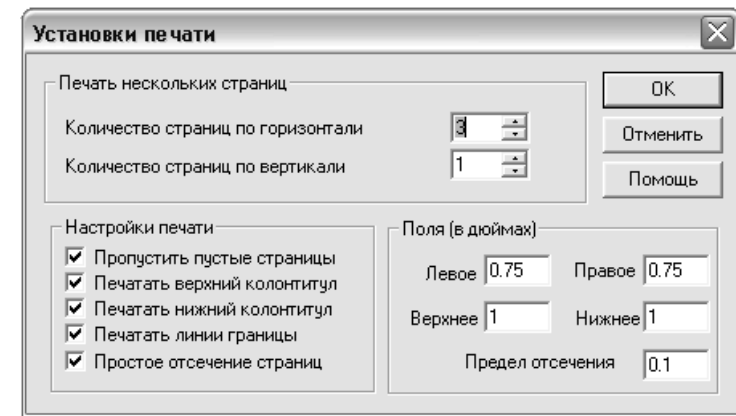 Установки печати
Печать нескольких страниц
Количество страниц по горизонтали 3
Количество страниц по вертикали 1
OK
Отменить
Помощь
Настройки печати
Пропустить пустые страницы
Печатать верхний колонтитул
Печатать нижний колонтитул
Печатать линии границы
Простое отсечение страниц
Поля (в дюймах)
Левое 0.75 Правое 0.75
Верхнее 1 Нижнее 1
Предел отсечения 0.1